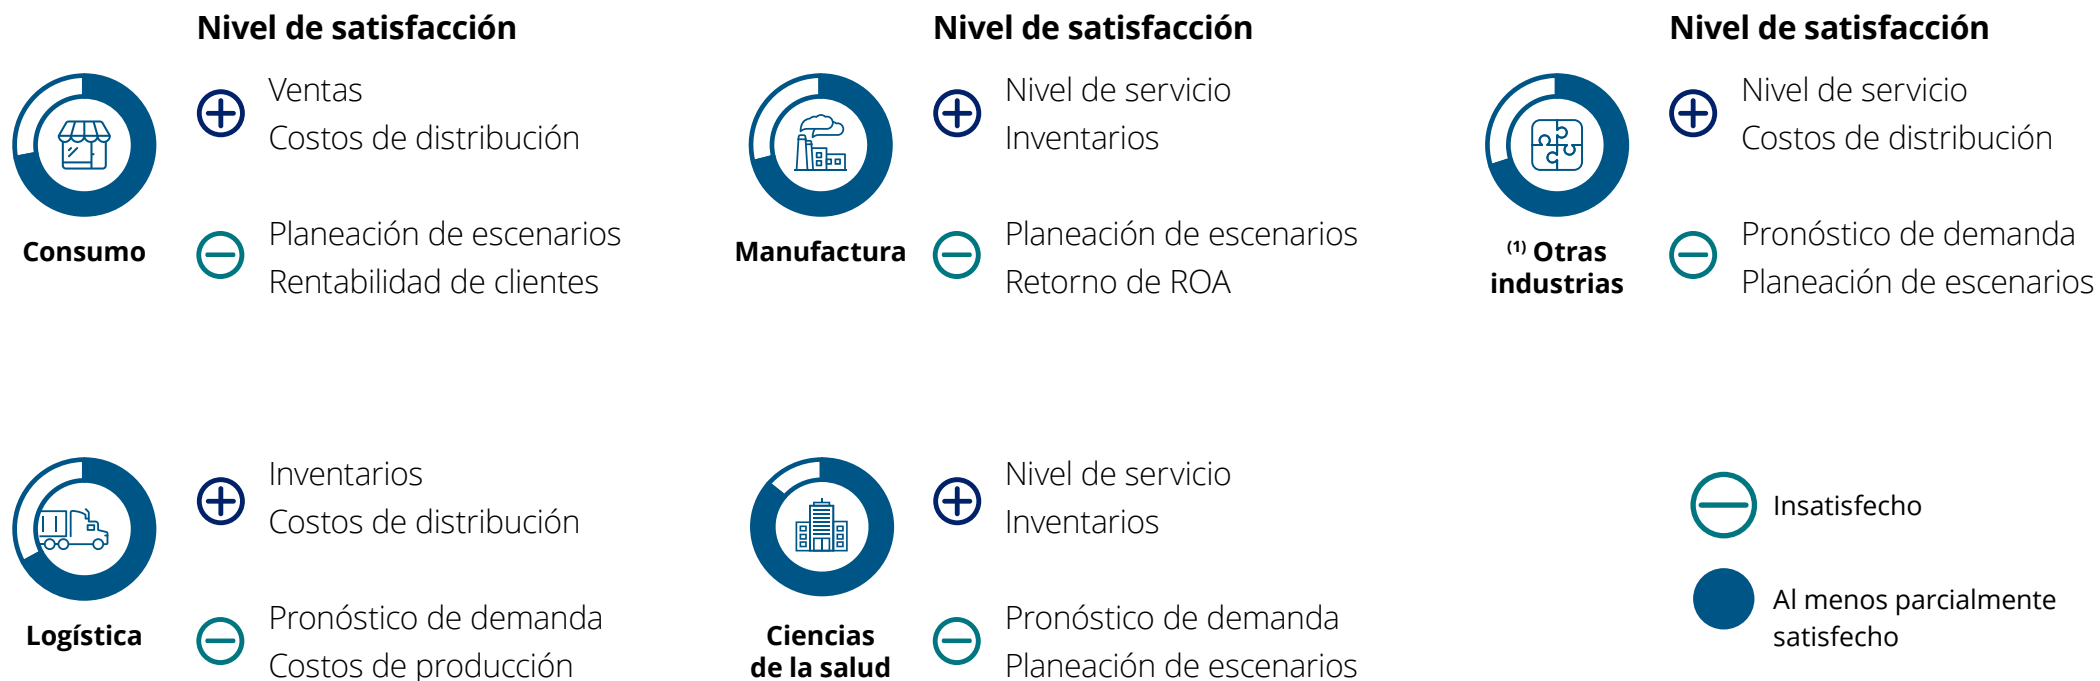 Nivel de satisfacción
Ventas
Costos de distribución
Planeación de escenarios
Rentabilidad de clientes
Consumo
Nivel de satisfacción
Nivel de servicio
Inventarios
Planeación de escenarios
Retorno de ROA
Manufactura
Nivel de satisfacción
Nivel de servicio
Costos de distribución
Pronóstico de demanda
Planeación de escenarios
(1) Otras
industrias
Inventarios
Costos de distribución
Pronóstico de demanda
Costos de producción
Logística
Nivel de servicio
Inventarios
Pronóstico de demanda
Planeación de escenarios
Ciencias
de la salud
Insatisfecho
Al menos parcialmente
satisfecho